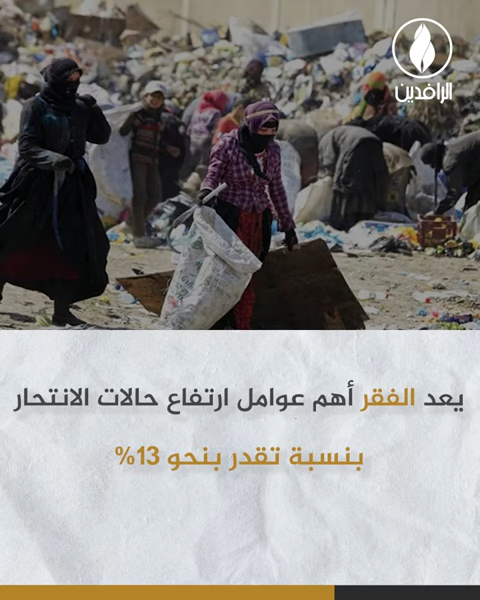 الرافدين
يعد الفقر أهم عوامل ارتفاع حالات الانتحار
بنسبة تقدر بنحو 13%